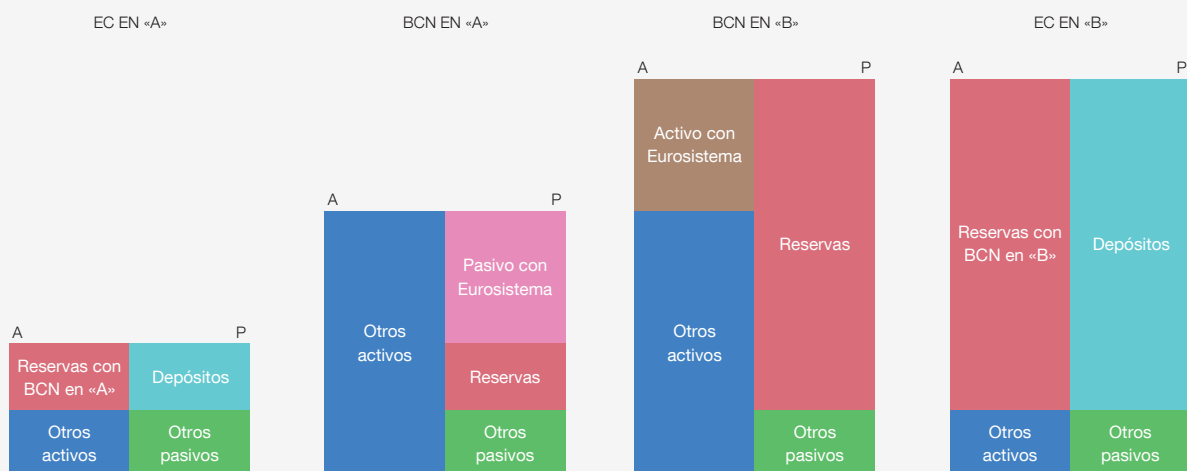 EC EN «A»
A
P
Reservas con
BCN en «A»
Depósitos
Otros
activos
Otros
pasivos
BCN EN «A»
A
P
Otros
activos
Pasivo con
Eurosistema
Reservas
Otros
pasivos
BCN EN «B»
A
P
Activo con
Eurosistema
Otros
activos
Reservas
Otros
pasivos
EC EN «B»
A
P
Reservas con
BCN en «B»
Depósitos
Otros
activos
Otros
pasivos